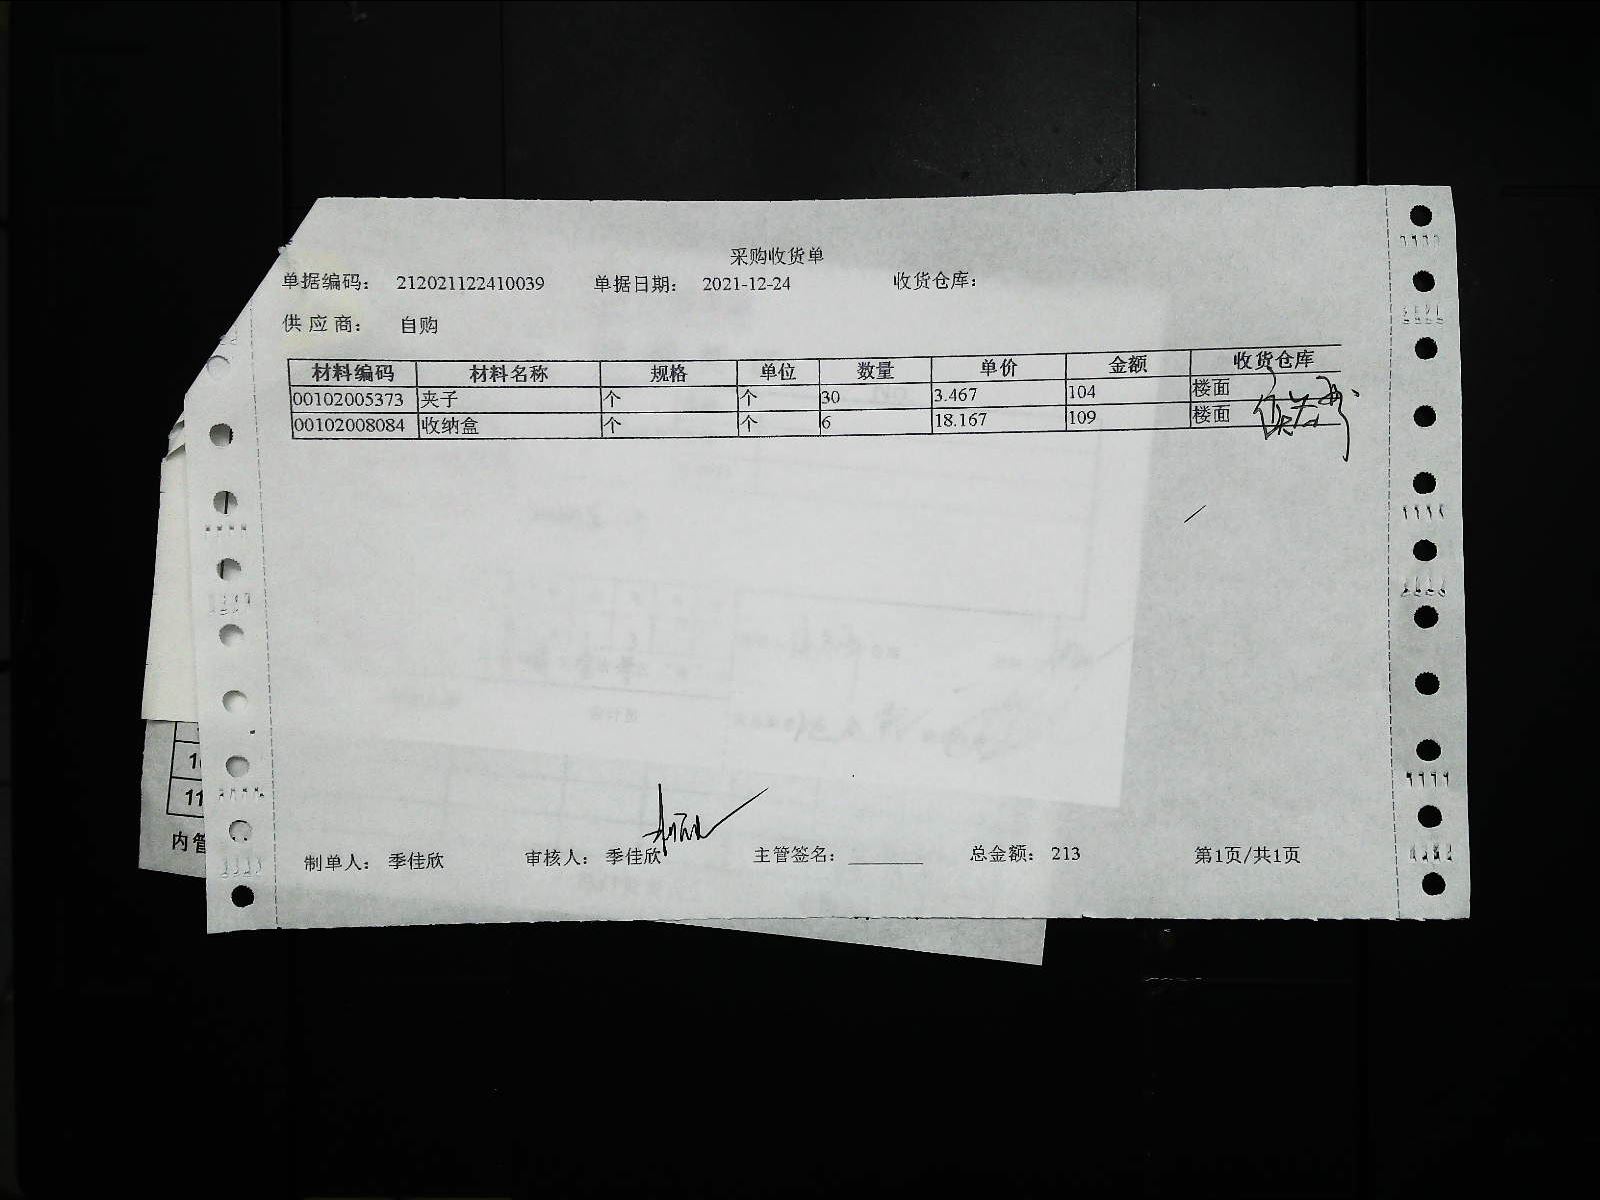 采购收货单
单据编码： 212021122410039 单据日期： 2021-12-24 收货仓库：
供应商： 自购
材料编码 材料名称 规格 单位 数量 单价 金额 收货仓库
00102005373 夹子 个 个 30 3.467 104 楼面
00102008084 收纳盒 个 个 6 18.167 109 楼面
11
内管
制单人： 季佳欣 审核人： 季佳欣 主管签名： 总金额： 213 第1页/共1页